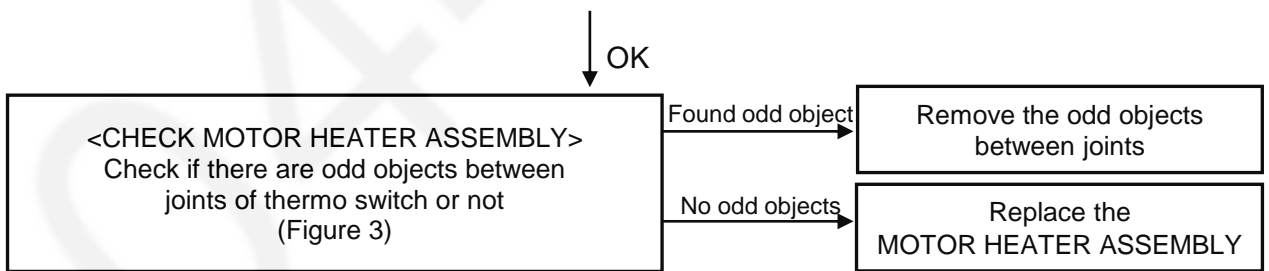 OK
<CHECK MOTOR HEATER ASSEMBLY>
Check if there are odd objects between
joints of thermo switch or not
(Figure 3)
Found odd object
Remove the odd objects
between joints
No odd objects
Replace the
MOTOR HEATER ASSEMBLY